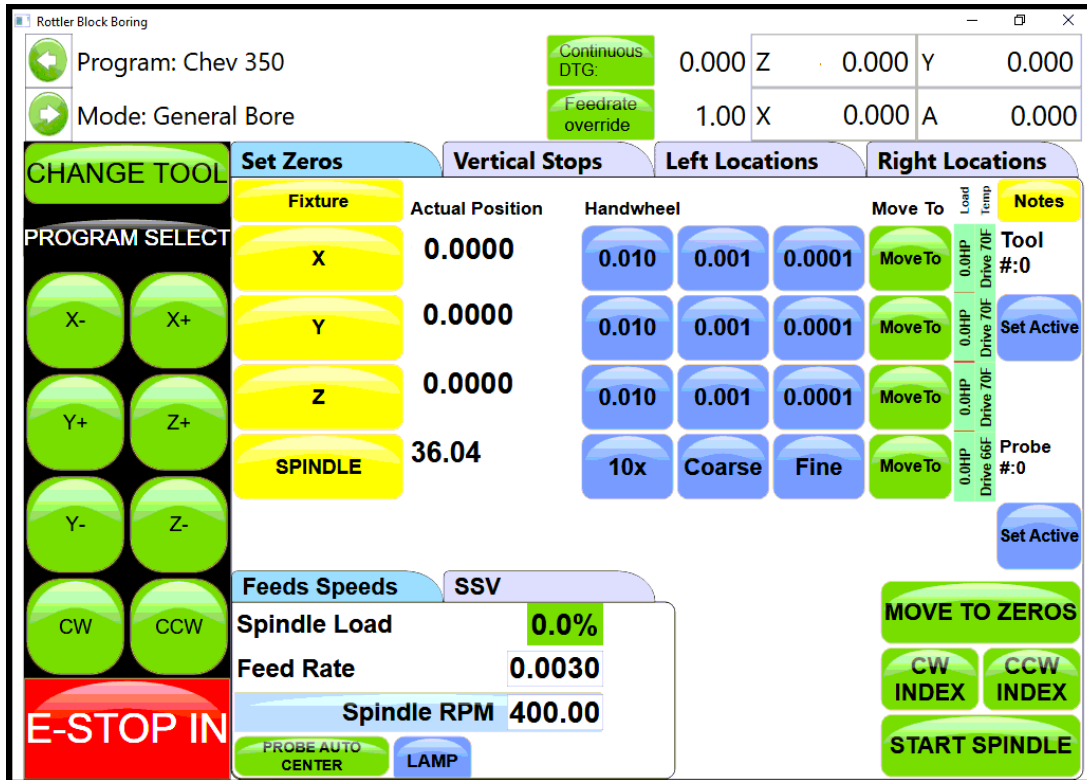 Rottler Block Boring
Program: Chev 350
Continuous DTG: 0.000 Z 0.000 Y 0.000
Mode: General Bore
Feedrate override 1.00 X 0.000 A 0.000
CHANGE TOOL
PROGRAM SELECT
X- X+
Y+ Z+
Y- Z-
CW CCW
E-STOP IN
Set Zeros Vertical Stops Left Locations Right Locations
Fixture Actual Position Handwheel Move To Load Temp Notes
X 0.0000 0.010 0.001 0.0001 MoveTo 0.0HP Drive 70F
Y 0.0000 0.010 0.001 0.0001 MoveTo 0.0HP Drive 70F
Z 0.0000 0.010 0.001 0.0001 MoveTo 0.0HP Drive 70F
SPINDLE 36.04 10x Coarse Fine MoveTo 0.0HP Drive 66F
Tool
#:0
Set Active
Probe
#:0
Set Active
Feeds Speeds SSV
Spindle Load 0.0%
Feed Rate 0.0030
Spindle RPM 400.00
PROBE AUTO
CENTER
LAMP
MOVE TO ZEROS
CW INDEX
CCW INDEX
START SPINDLE